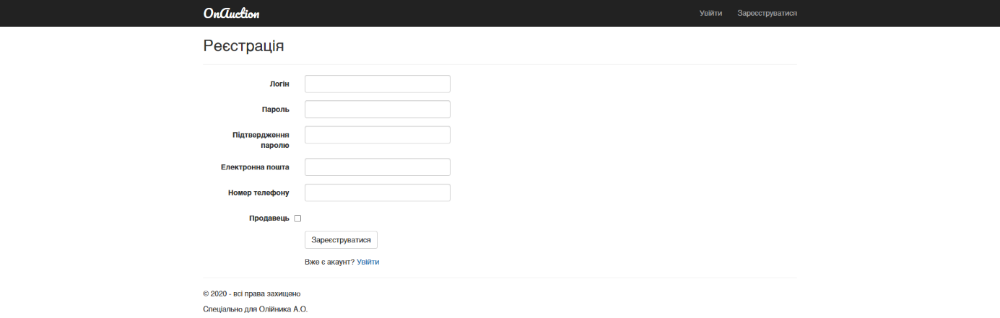 OnAuction
Увійти Зареєструватися
Реєстрація
Логін
Пароль
Підтвердження
паролю
Електронна пошта
Номер телефону
Продавець
Зареєструватися
Вже є акаунт? Увійти
© 2020 - всі права захищено
Спеціально для Олійника А.О.